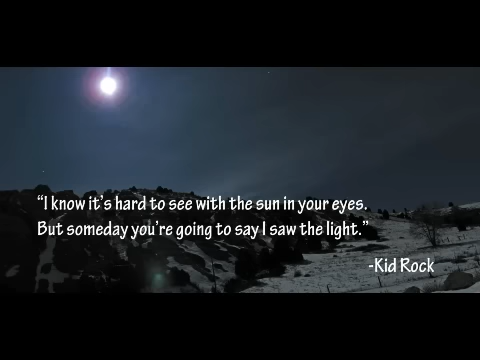 “I know it’s hard to see with the sun in your eyes.
But someday you’re going to say I saw the light.”
-Kid Rock